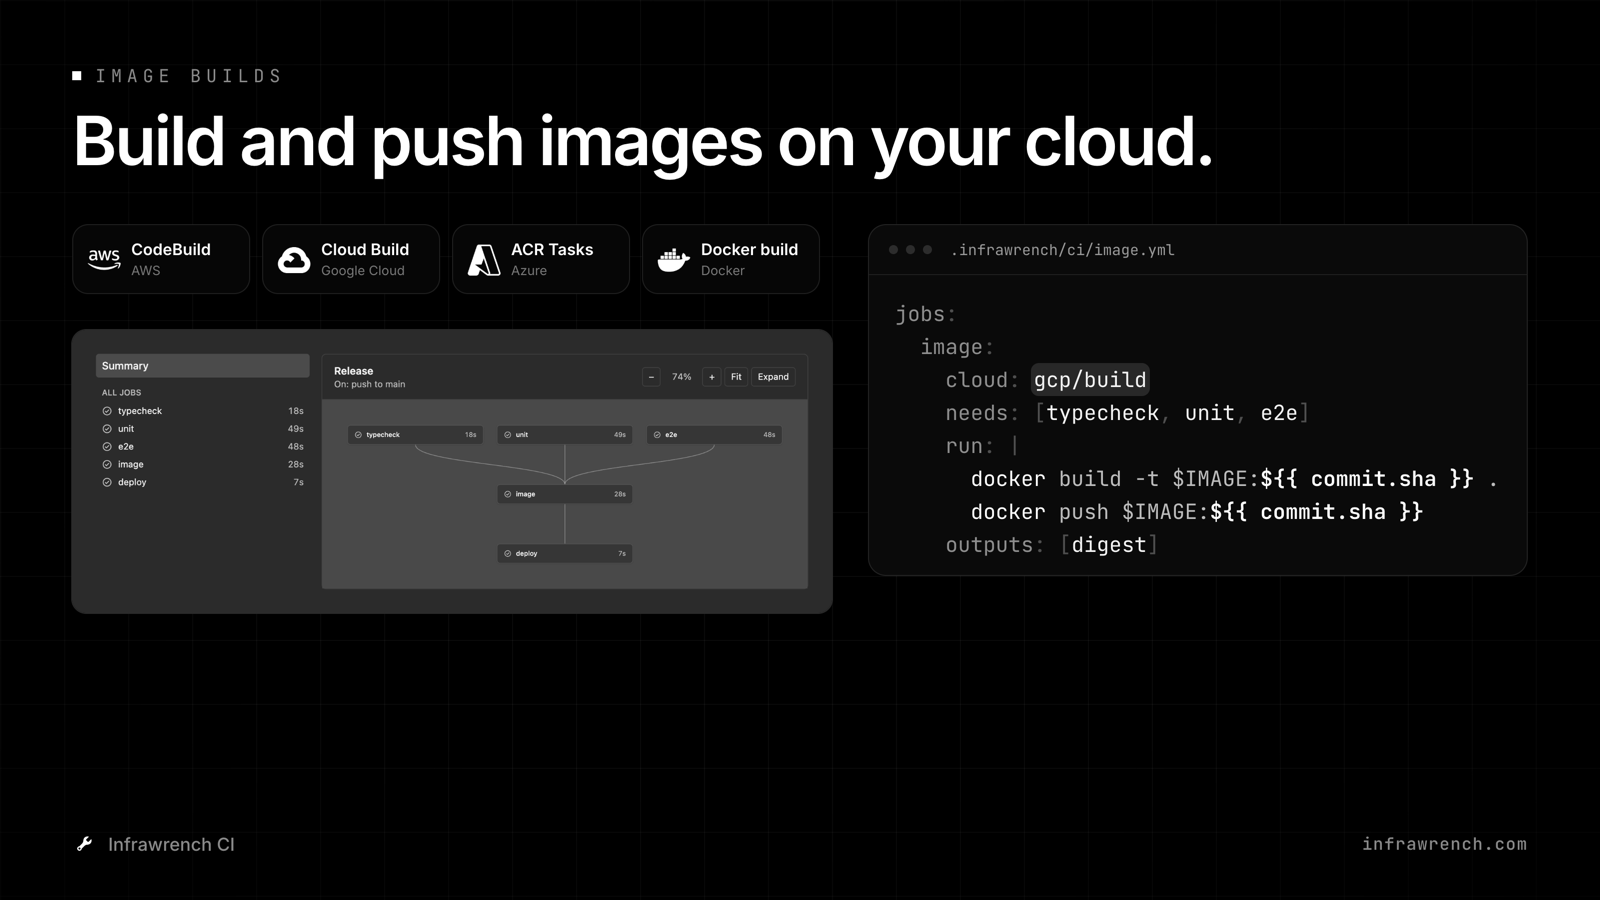 IMAGE BUILDS
Build and push images on your cloud.
aws
CodeBuild
AWS
Cloud Build
Google Cloud
ACR Tasks
Azure
Docker build
Docker
Summary
ALL JOBS
typecheck 18s
unit 49s
e2e 48s
image 28s
deploy 7s
Release
On: push to main
− 74% + Fit Expand
typecheck 18s
unit 49s
e2e 48s
image 28s
deploy 7s
.infrawrench/ci/image.yml
jobs:
image:
cloud: gcp/build
needs: [typecheck, unit, e2e]
run: |
docker build -t $IMAGE:${{ commit.sha }} .
docker push $IMAGE:${{ commit.sha }}
outputs: [digest]
Infrawrench CI
infrawrench.com